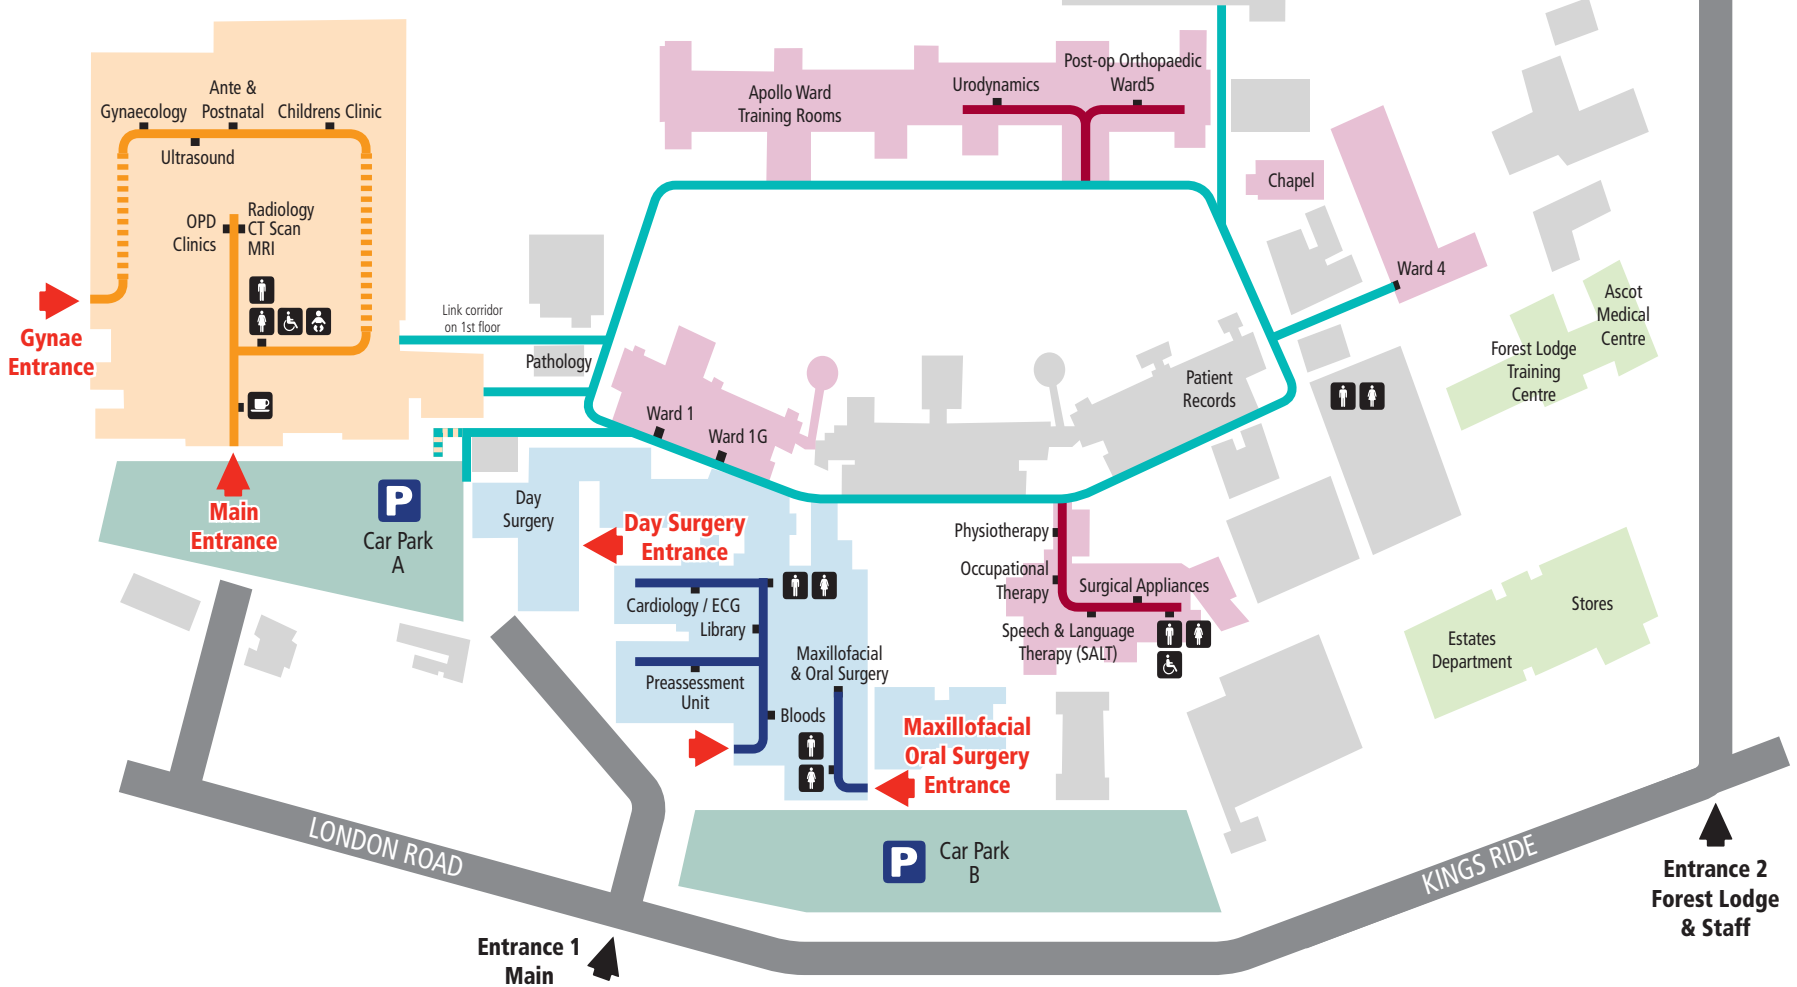 Ante &
Gynaecology
Postnatal
Childrens Clinic
Ultrasound
OPD
Clinics
Radiology
CT Scan
MRI
Gynae
Entrance
Main
Entrance
P
Car Park
A
Link corridor
on 1st floor
Pathology
Apollo Ward
Training Rooms
Urodynamics
Post-op Orthopaedic
Ward5
Chapel
Ward 4
Ward 1
Ward 1G
Patient
Records
Ascot
Medical
Centre
Forest Lodge
Training
Centre
Day
Surgery
Day Surgery
Entrance
Cardiology / ECG
Library
Preassessment
Unit
Bloods
Maxillofacial
& Oral Surgery
Maxillofacial
Oral Surgery
Entrance
Physiotherapy
Occupational
Therapy
Surgical Appliances
Speech & Language
Therapy (SALT)
Stores
Estates
Department
P
Car Park
B
LONDON ROAD
KINGS RIDE
Entrance 1
Main
Entrance 2
Forest Lodge
& Staff